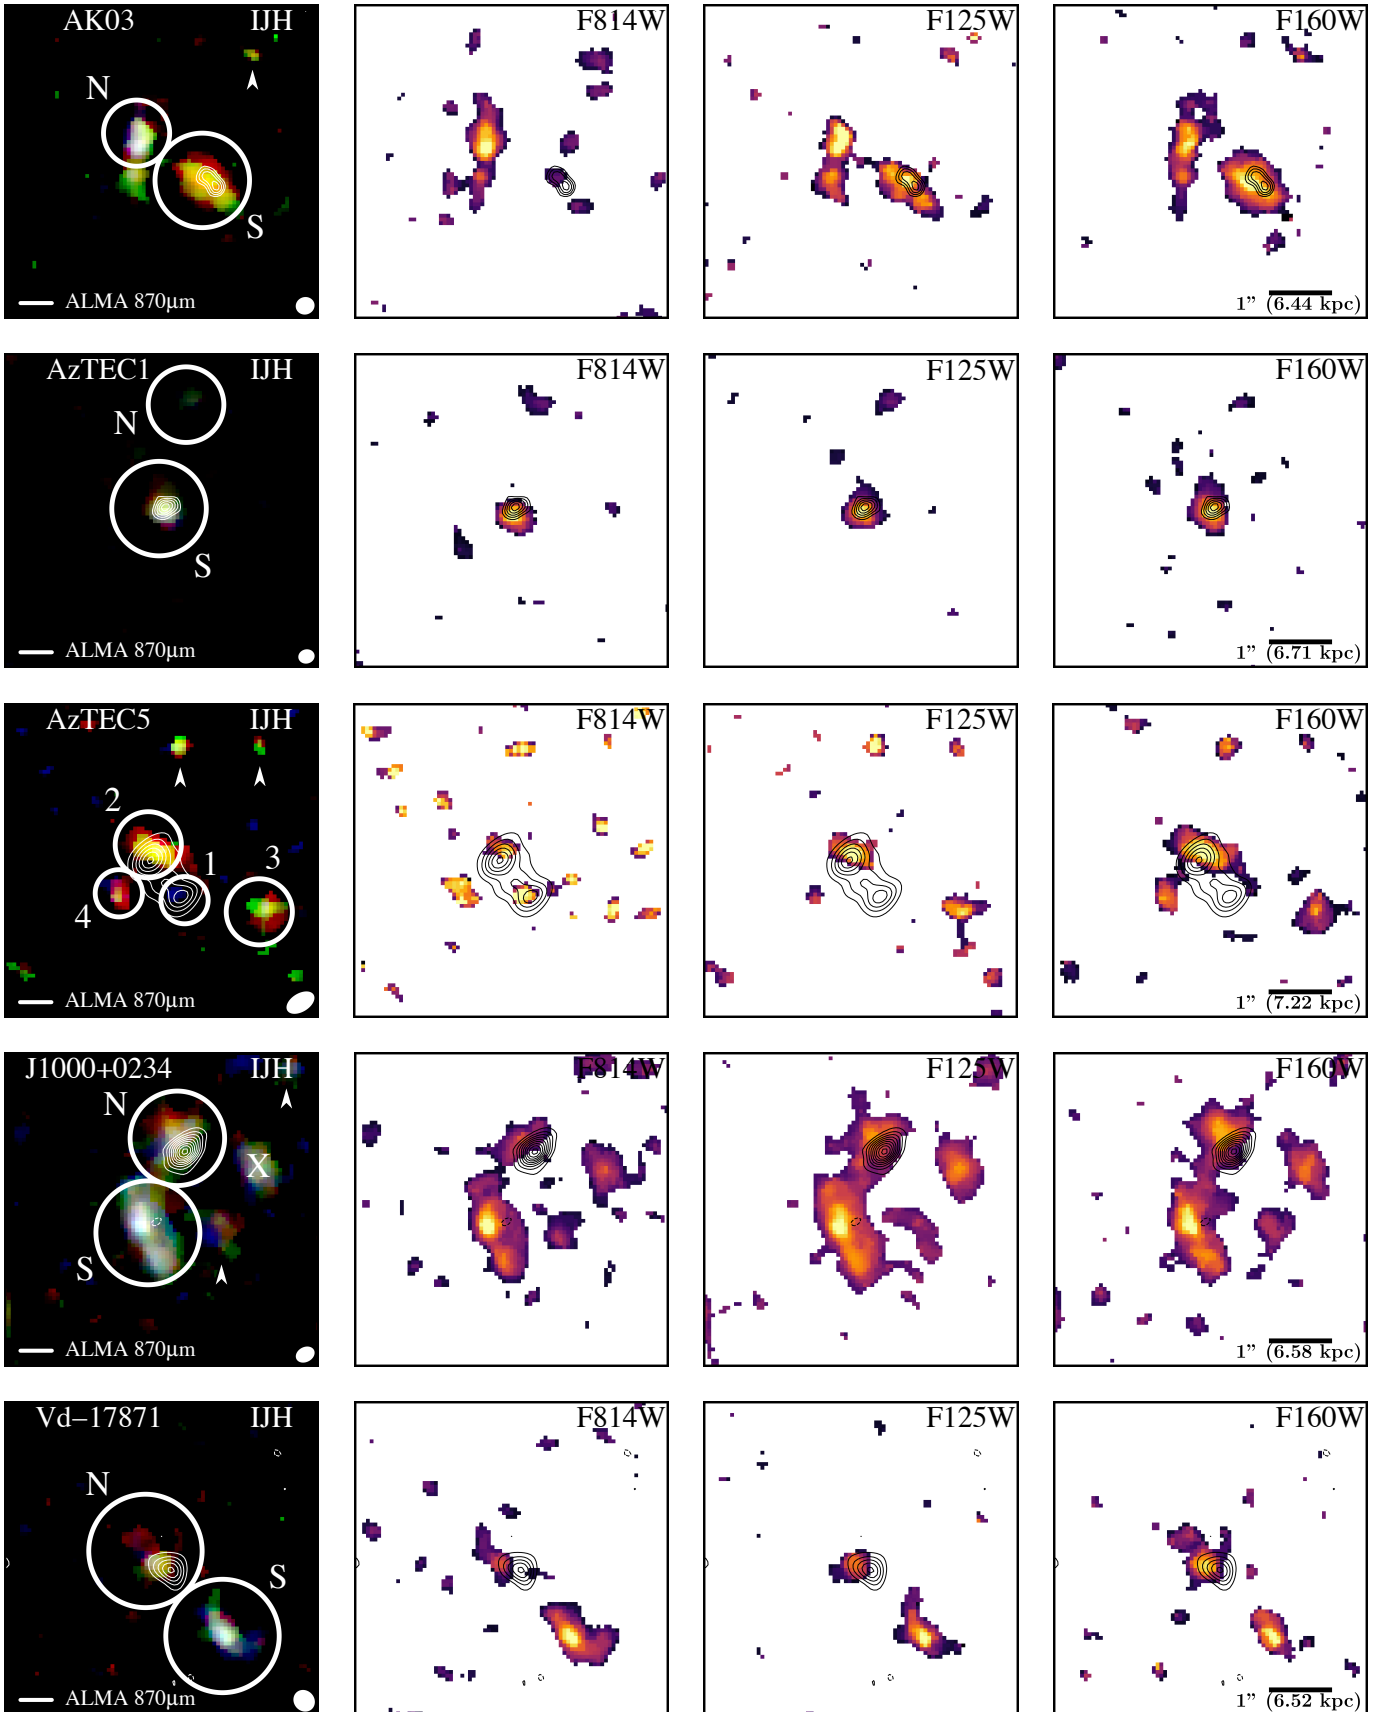 AK03 IJH F814W F125W F160W
N
S
ALMA 870μm 1” (6.44 kpc)
AzTEC1 IJH F814W F125W F160W
N
S
ALMA 870μm 1” (6.71 kpc)
AzTEC5 IJH F814W F125W F160W
2
1 3
4
ALMA 870μm 1” (7.22 kpc)
J1000+0234 IJH F814W F125W F160W
N
X
S
ALMA 870μm 1” (6.58 kpc)
Vd−17871 IJH F814W F125W F160W
N
S
ALMA 870μm 1” (6.52 kpc)